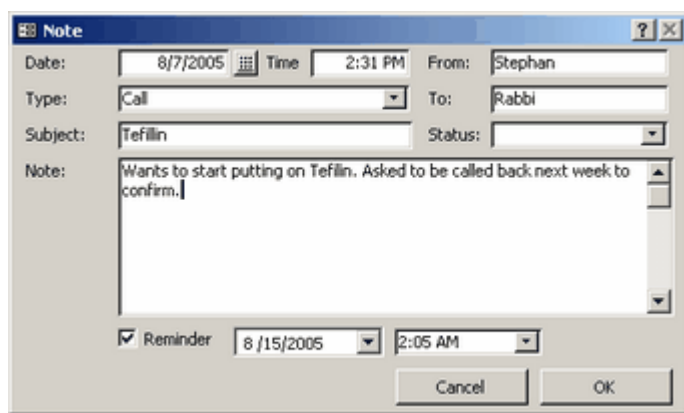 Note
Date: 8/7/2005 Time 2:31 PM From: Stephan
Type: Call To: Rabbi
Subject: Tefillin Status:
Note: Wants to start putting on Tefilin. Asked to be called back next week to
confirm.
Reminder 8 /15/2005 2:05 AM
Cancel OK